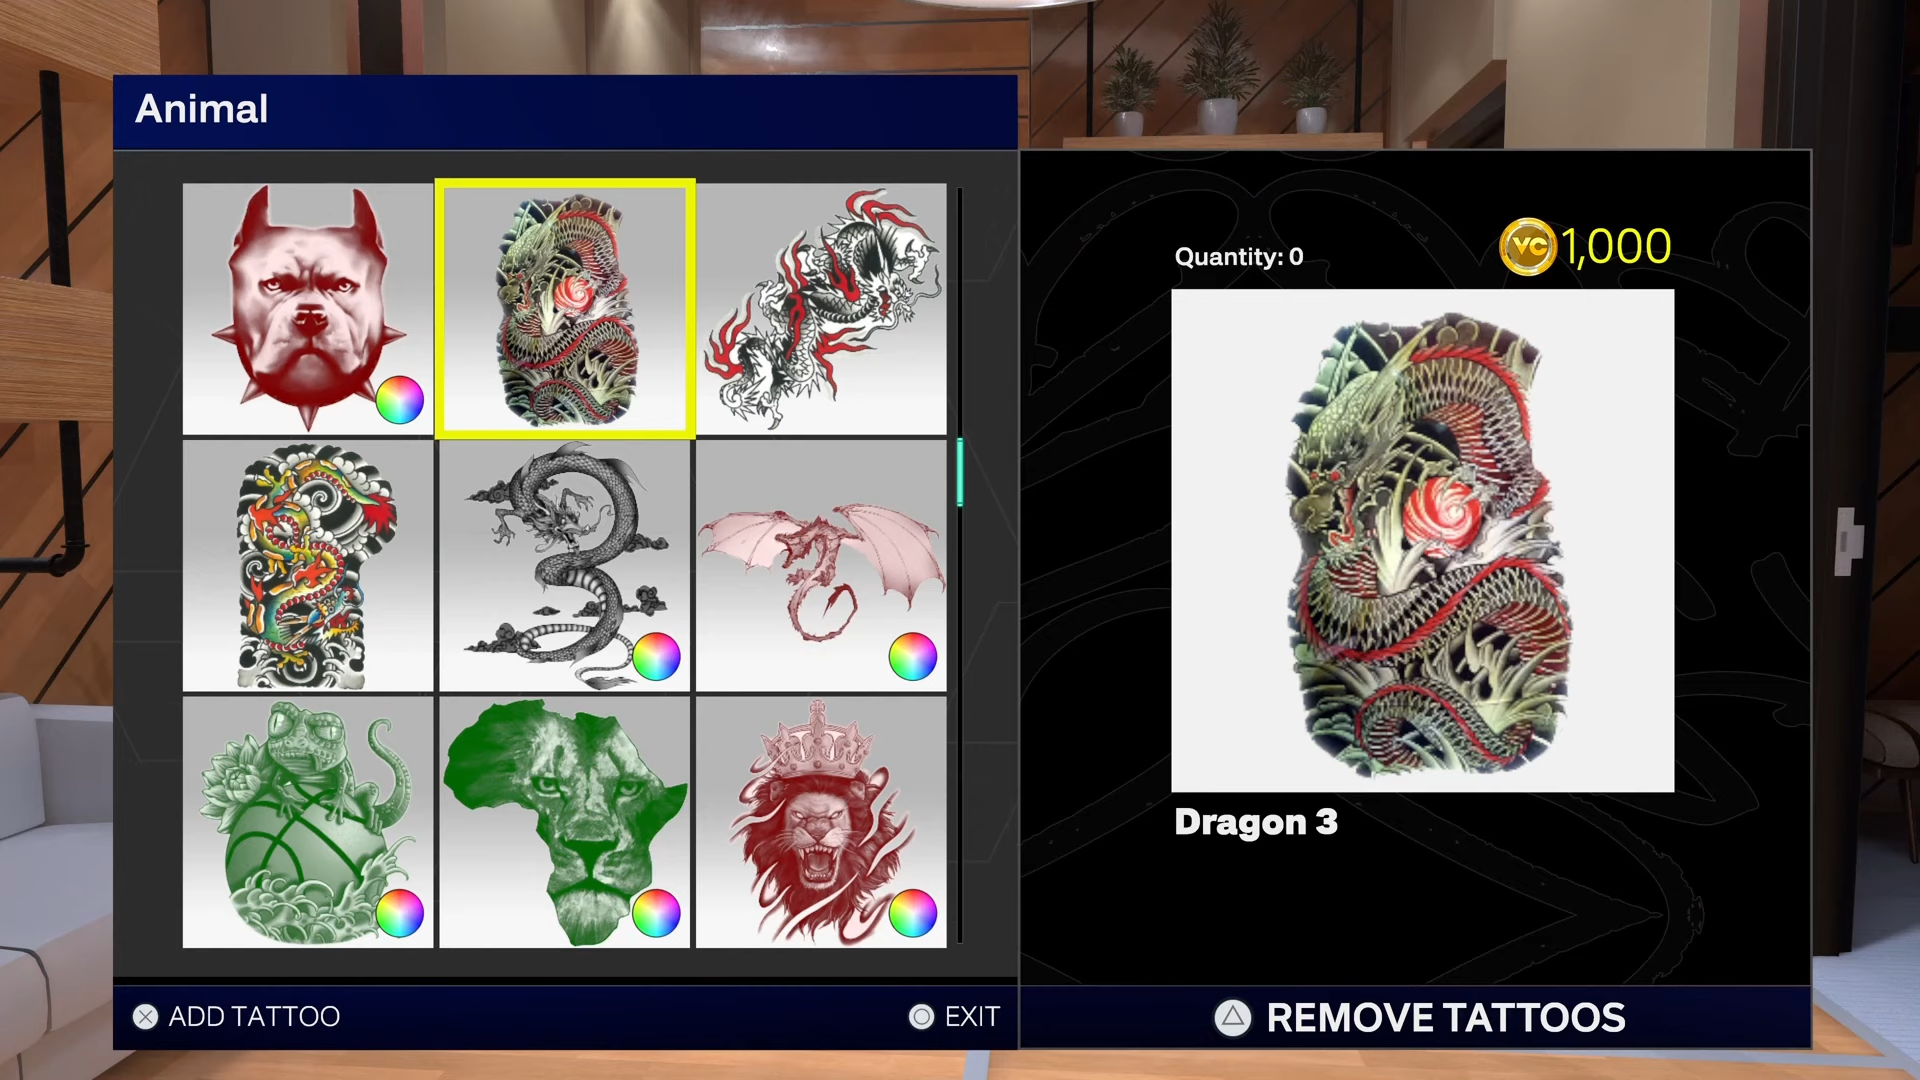 Animal
Quantity: 0
VC 1,000
Dragon 3
ADD TATTOO
EXIT
REMOVE TATTOOS